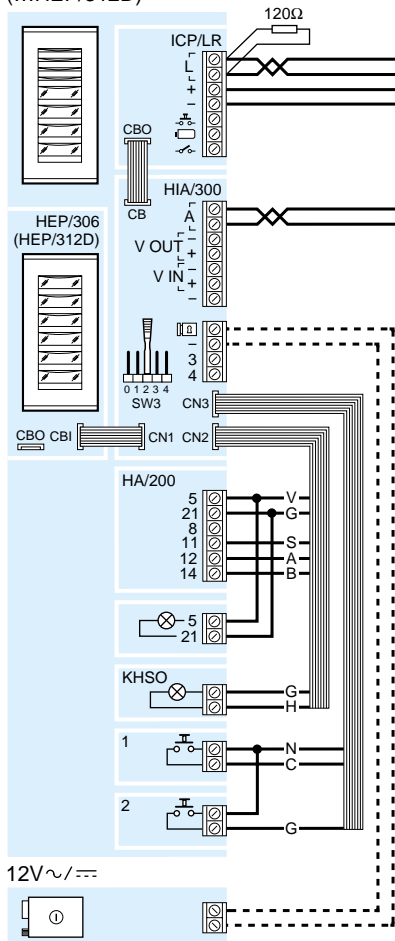 120Ω
ICP/LR
L
+
–
CBO
CB
HIA/300
A
V OUT
–
+
V IN
–
+
–
HEP/306
(HEP/312D)
–
3
4
0 1 2 3 4
SW3
CN3
CBO CBI CN1 CN2
HA/200
5 V
21 G
8
11 S
12 A
14 B
5
21
KHSO
G
H
1
N
C
2
G
12V~/⎓